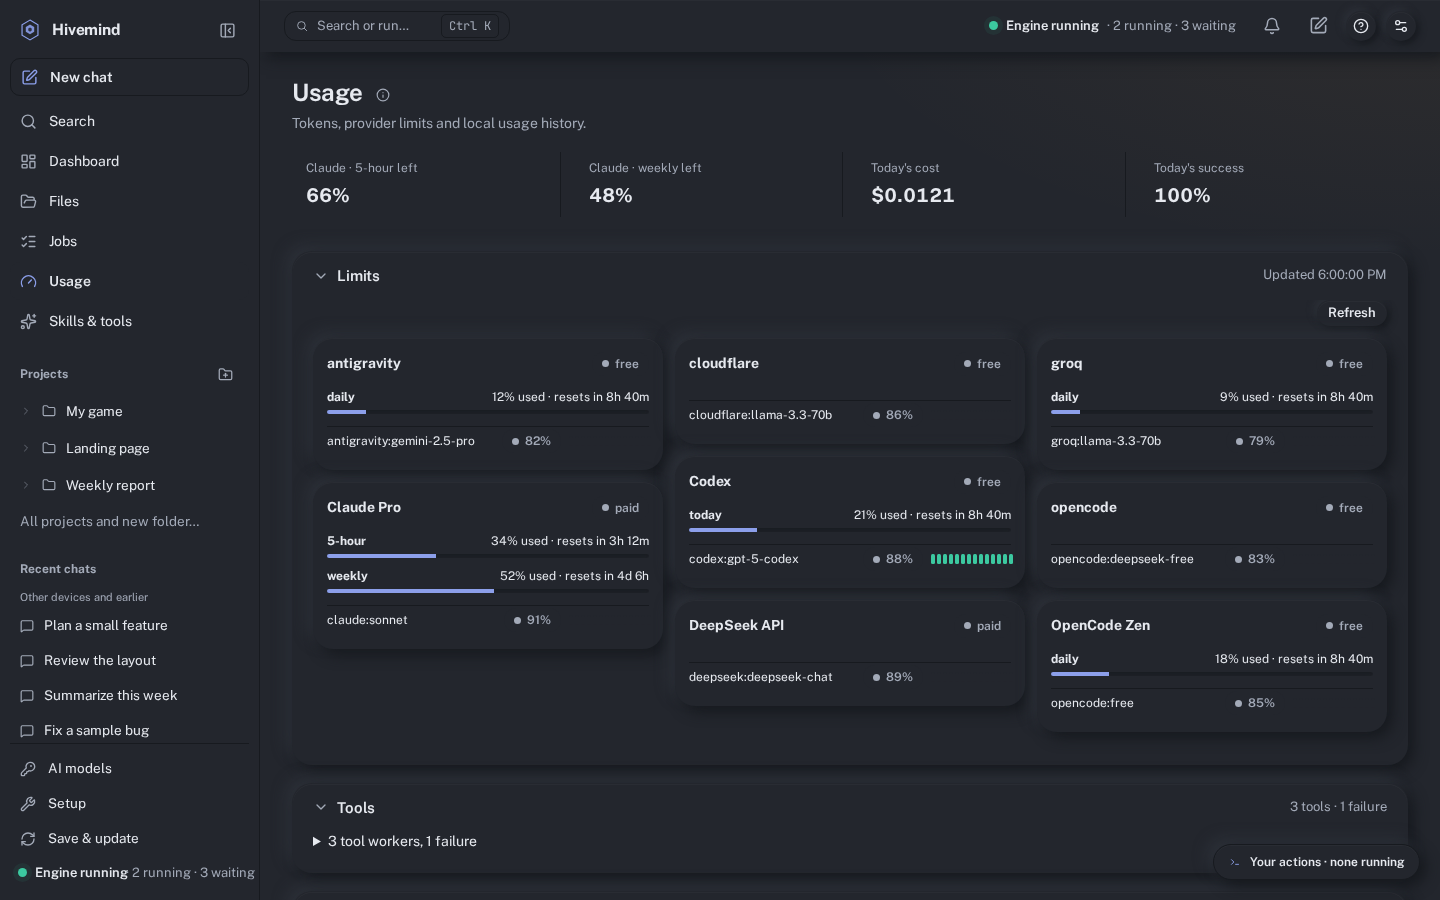 Hivemind
New chat
Search
Dashboard
Files
Jobs
Usage
Skills & tools
Projects
My game
Landing page
Weekly report
All projects and new folder...
Recent chats
Other devices and earlier
Plan a small feature
Review the layout
Summarize this week
Fix a sample bug
AI models
Setup
Save & update
Engine running 2 running · 3 waiting
Search or run... Ctrl K
Engine running · 2 running · 3 waiting
Usage
Tokens, provider limits and local usage history.
Claude · 5-hour left
66%
Claude · weekly left
48%
Today's cost
$0.0121
Today's success
100%
Limits
Updated 6:00:00 PM
Refresh
antigravity free
daily 12% used · resets in 8h 40m
antigravity:gemini-2.5-pro 82%
Claude Pro paid
5-hour 34% used · resets in 3h 12m
weekly 52% used · resets in 4d 6h
claude:sonnet 91%
cloudflare free
cloudflare:llama-3.3-70b 86%
Codex free
today 21% used · resets in 8h 40m
codex:gpt-5-codex 88%
DeepSeek API paid
deepseek:deepseek-chat 89%
groq free
daily 9% used · resets in 8h 40m
groq:llama-3.3-70b 79%
opencode free
opencode:deepseek-free 83%
OpenCode Zen free
daily 18% used · resets in 8h 40m
opencode:free 85%
Tools
3 tools · 1 failure
3 tool workers, 1 failure
Your actions · none running